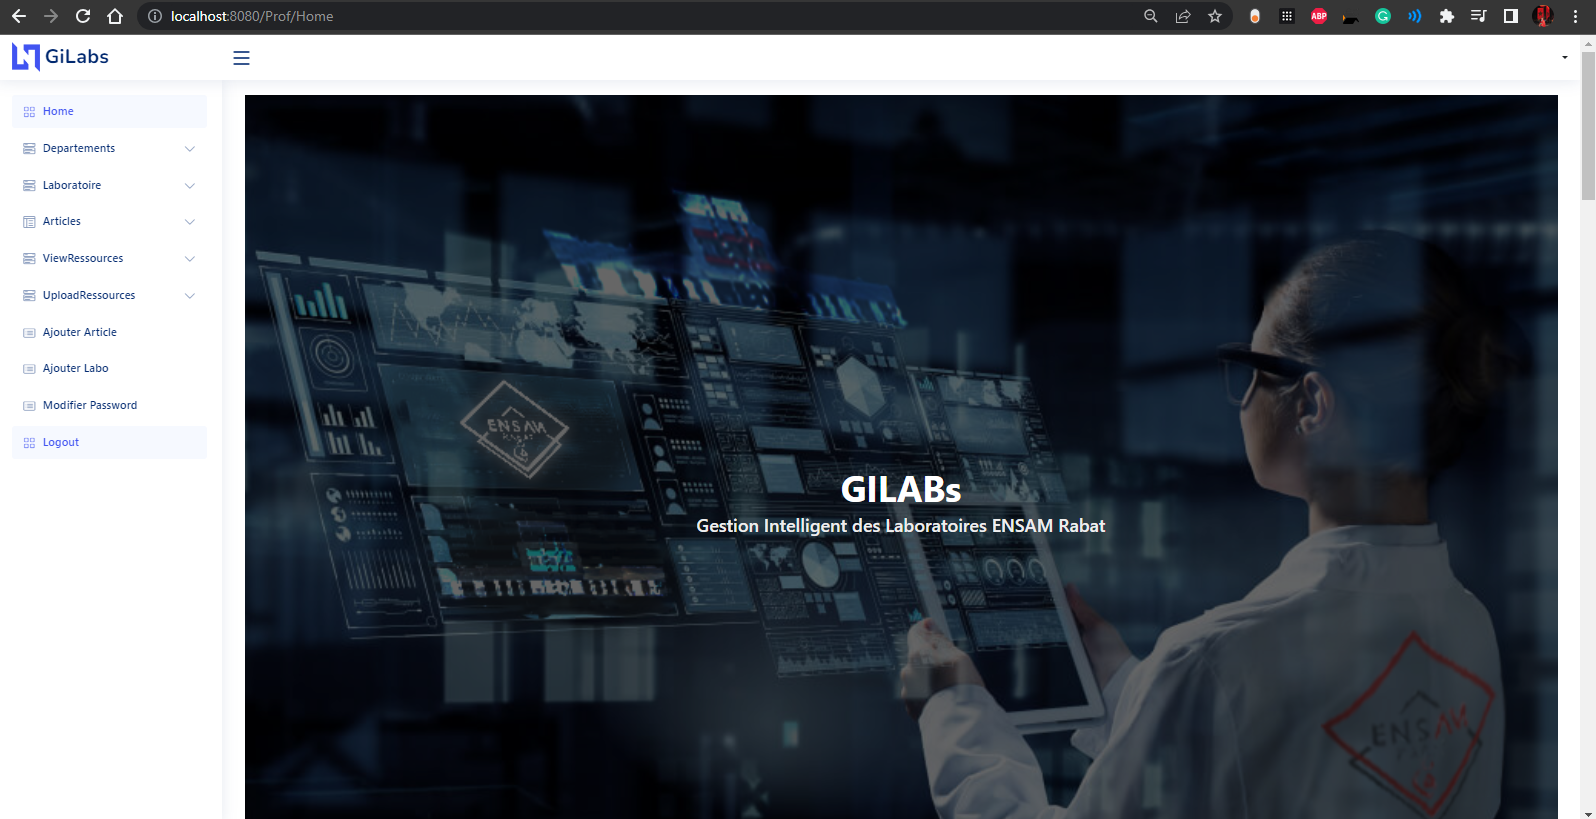 localhost:8080/Prof/Home
ABP
GiLabs
Home
Departements
Laboratoire
Articles
ViewRessources
UploadRessources
Ajouter Article
Ajouter Labo
Modifier Password
Logout
ENSAM
GILABs
Gestion Intelligent des Laboratoires ENSAM Rabat
ENSAM